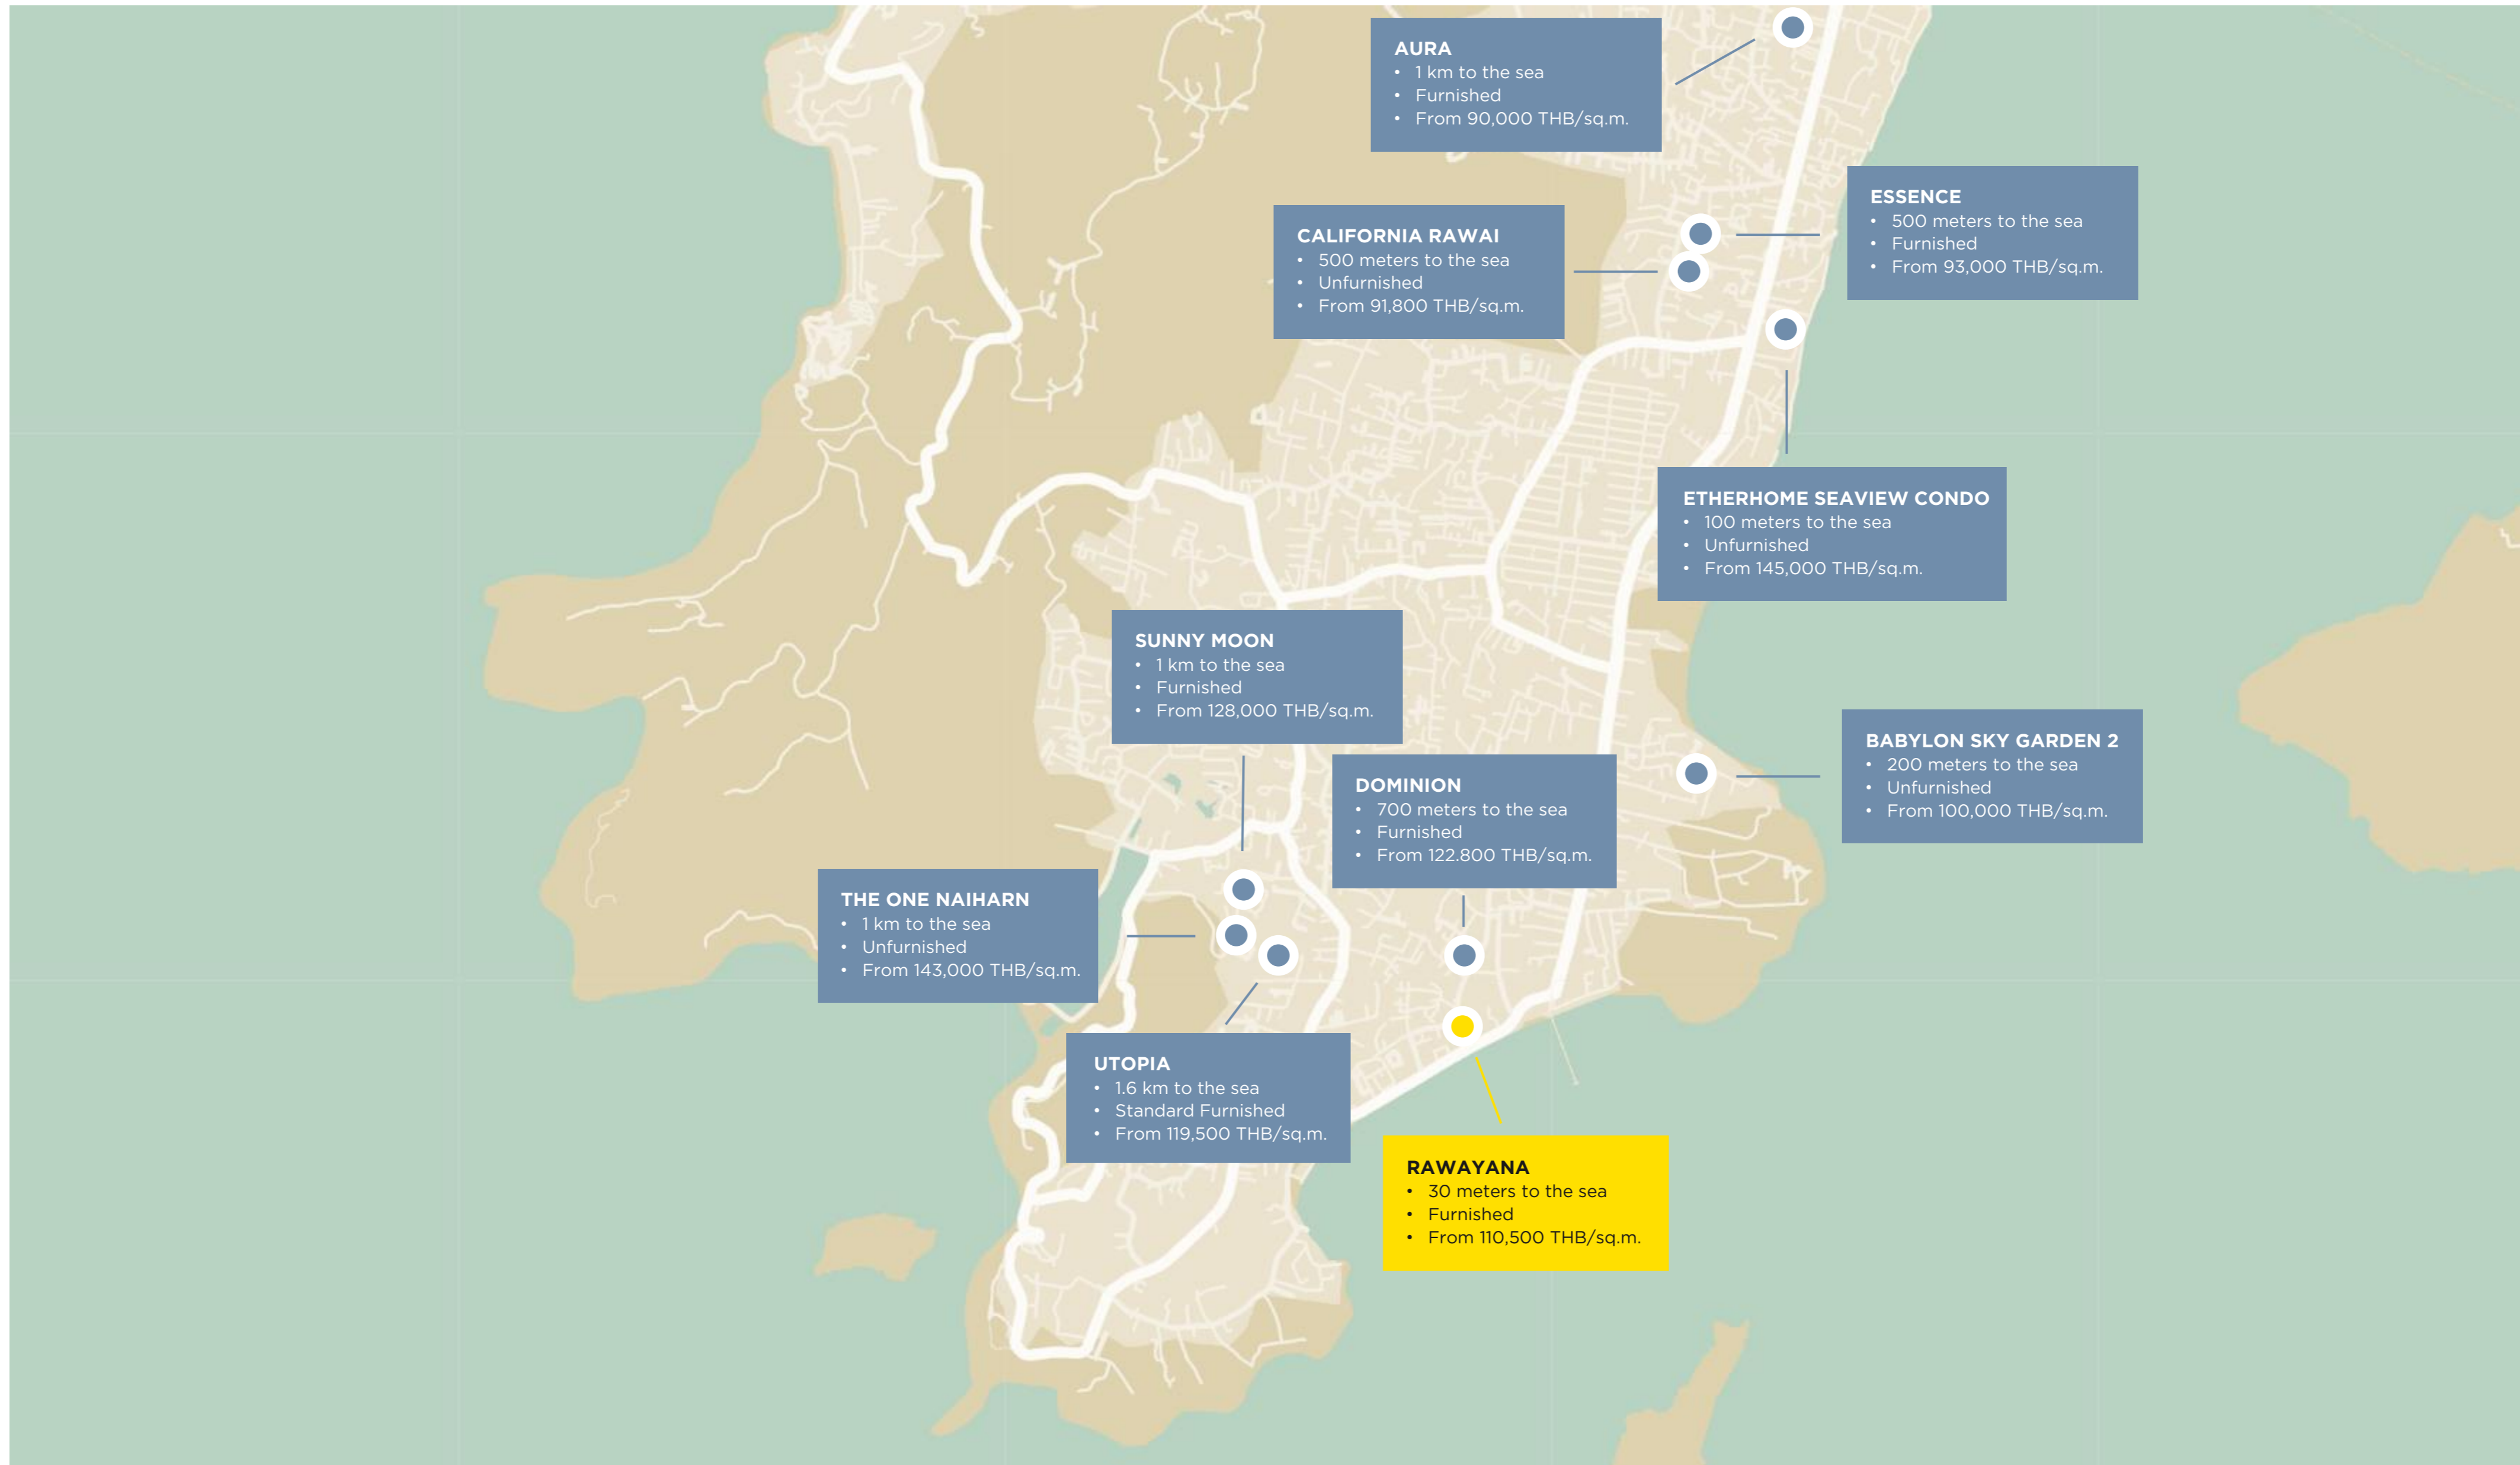 AURA
• 1 km to the sea
• Furnished
• From 90,000 THB/sq.m.
ESSENCE
• 500 meters to the sea
• Furnished
• From 93,000 THB/sq.m.
CALIFORNIA RAWAI
• 500 meters to the sea
• Unfurnished
• From 91,800 THB/sq.m.
ETHERHOME SEAVIEW CONDO
• 100 meters to the sea
• Unfurnished
• From 145,000 THB/sq.m.
SUNNY MOON
• 1 km to the sea
• Furnished
• From 128,000 THB/sq.m.
BABYLON SKY GARDEN 2
• 200 meters to the sea
• Unfurnished
• From 100,000 THB/sq.m.
DOMINION
• 700 meters to the sea
• Furnished
• From 122.800 THB/sq.m.
THE ONE NAIHARN
• 1 km to the sea
• Unfurnished
• From 143,000 THB/sq.m.
UTOPIA
• 1.6 km to the sea
• Standard Furnished
• From 119,500 THB/sq.m.
RAWAYANA
• 30 meters to the sea
• Furnished
• From 110,500 THB/sq.m.